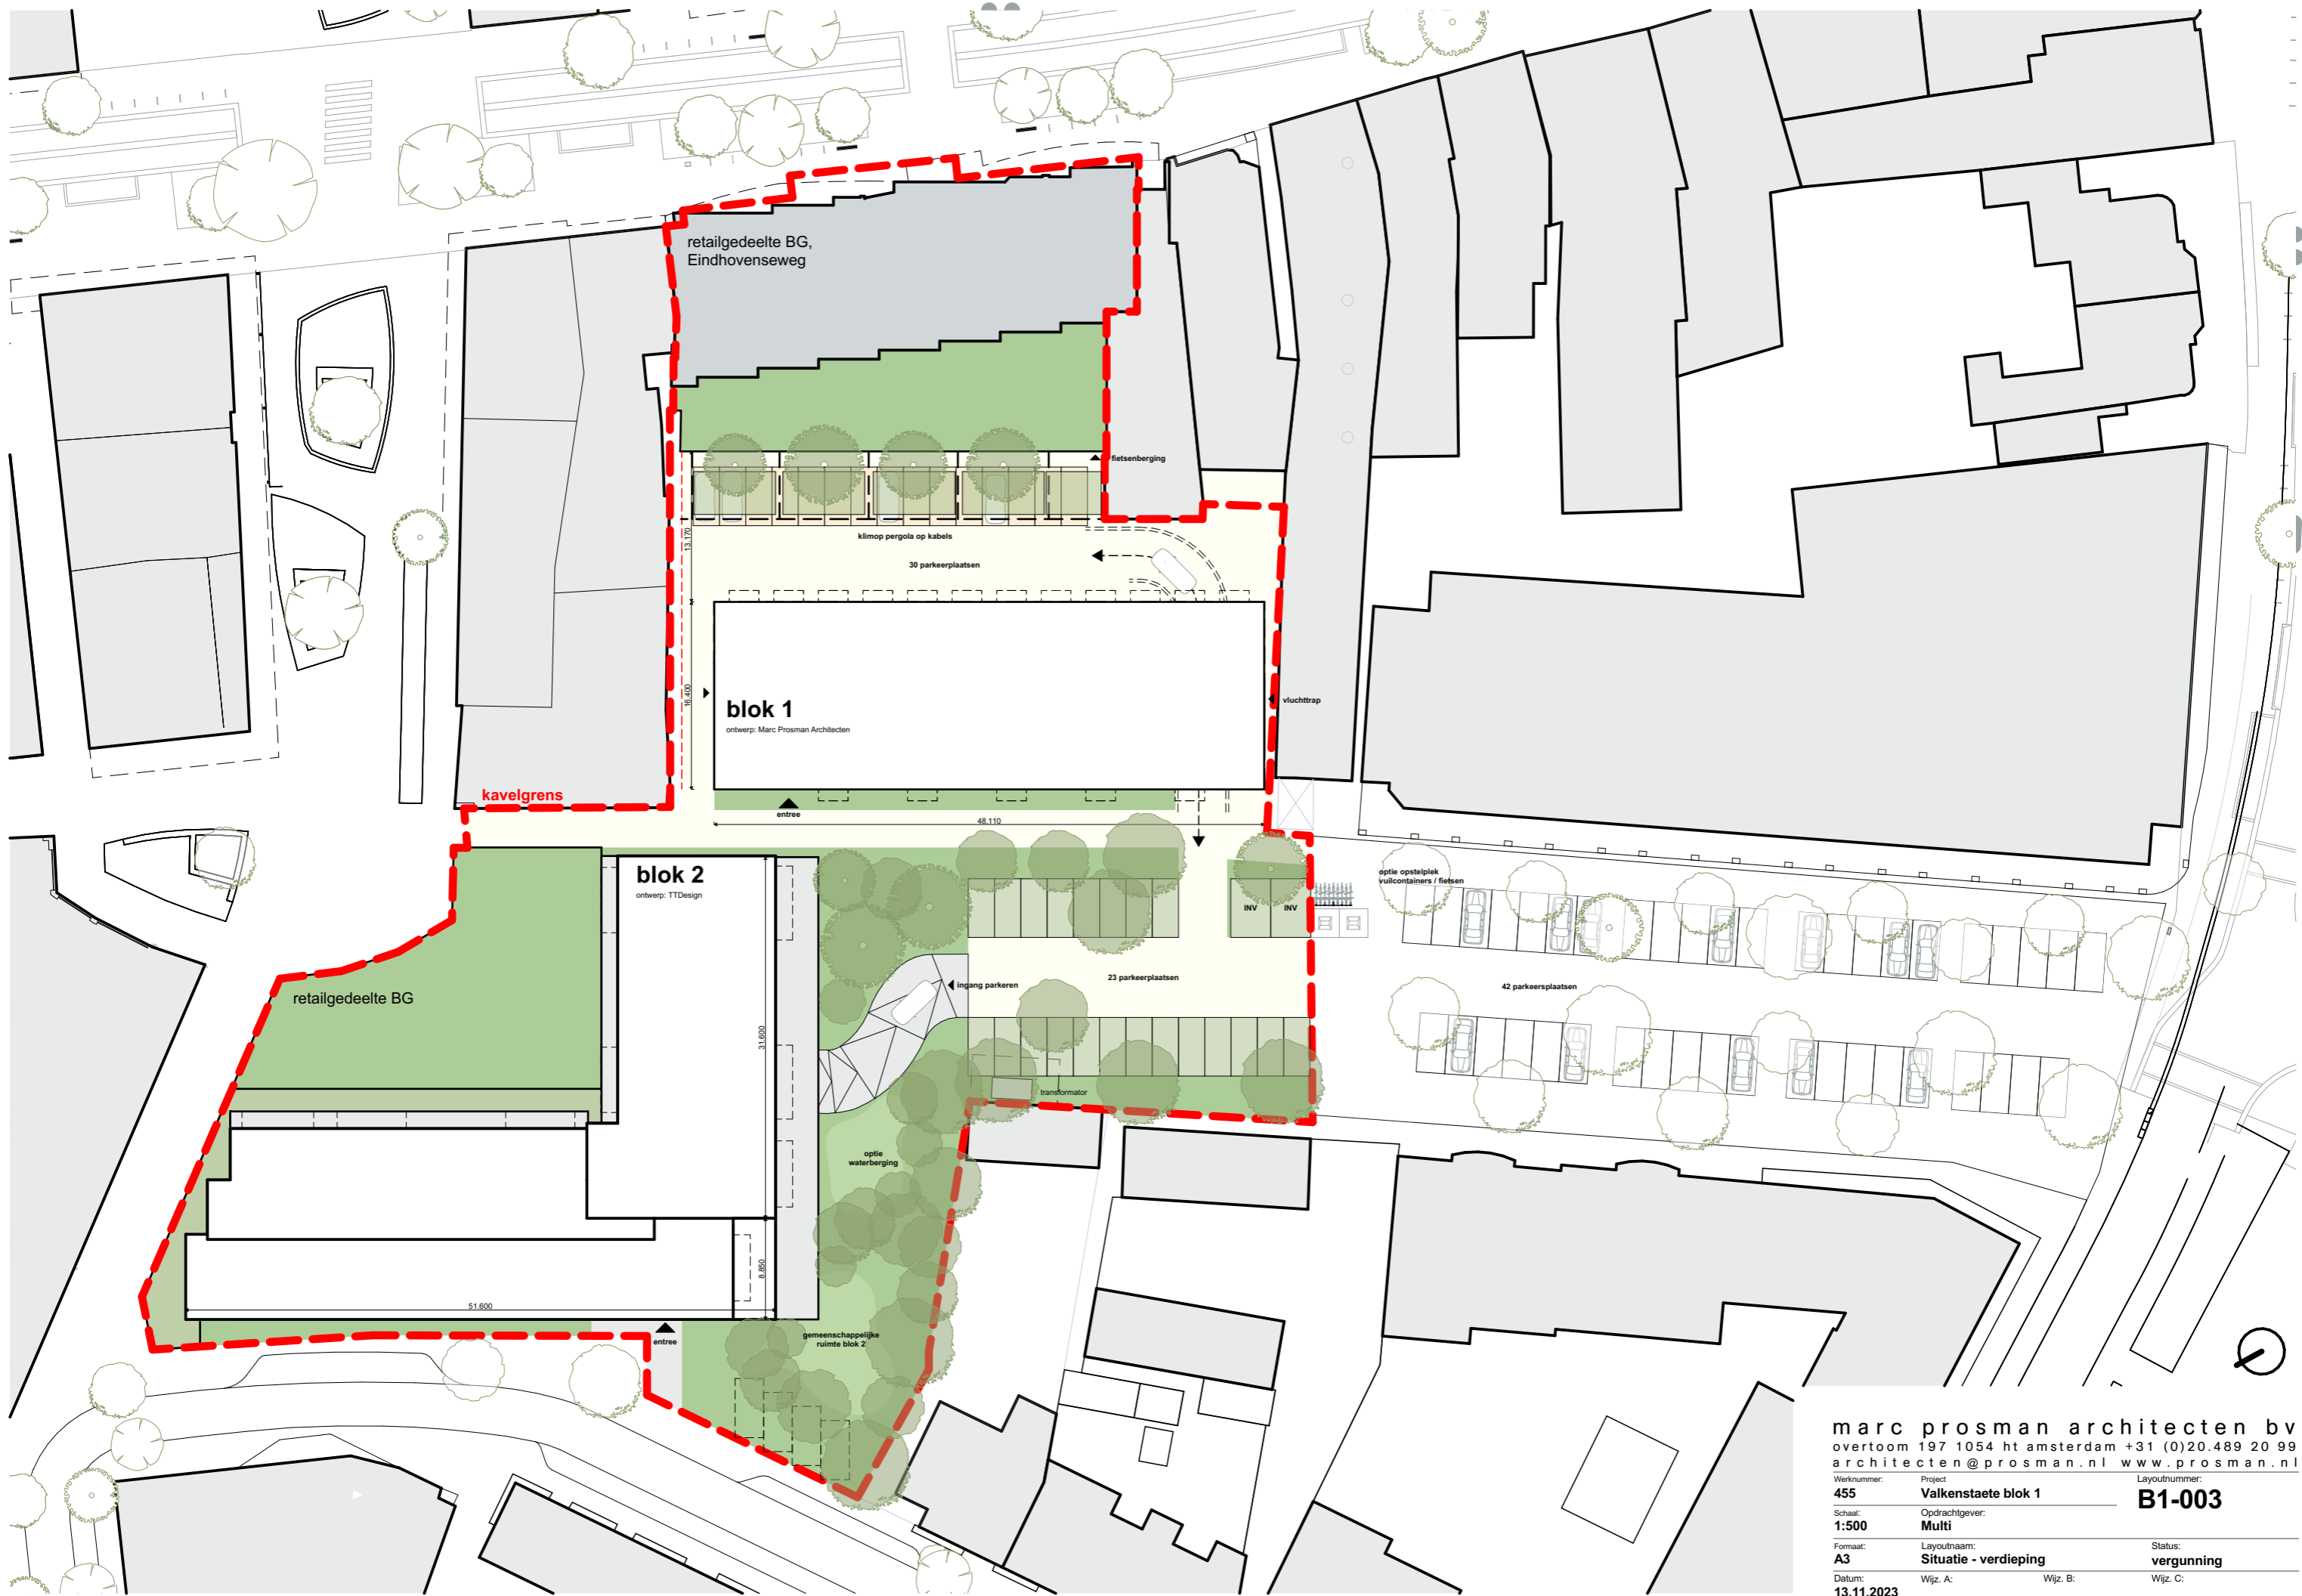 retailgedeelte BG,
Eindhovenseweg
fietsenberging
klimop pergola op kabels
13.170
30 parkeerplaatsen
16.400
blok 1
ontwerp: Marc Prosman Architecten
vluchttrap
kavelgrens
entree
48.110
blok 2
ontwerp: TTDesign
optie opstelplek
vuilcontainers / fietsen
INV
INV
retailgedeelte BG
23 parkeerplaatsen
ingang parkeren
42 parkeersplaatsen
31.600
transformator
optie
waterberging
8.850
51.600
gemeenschappelijke
ruimte blok 2
entree
marc prosman architecten bv
overtoom 197 1054 ht amsterdam +31 (0)20.489 20 99
architecten@prosman.nl www.prosman.nl
Werknummer:
455
Project
Valkenstaete blok 1
Layoutnummer:
B1-003
Schaal:
1:500
Opdrachtgever:
Multi
Formaat:
A3
Layoutnaam:
Situatie - verdieping
Status:
vergunning
Datum:
13.11.2023
Wijz. A:
Wijz. B:
Wijz. C: